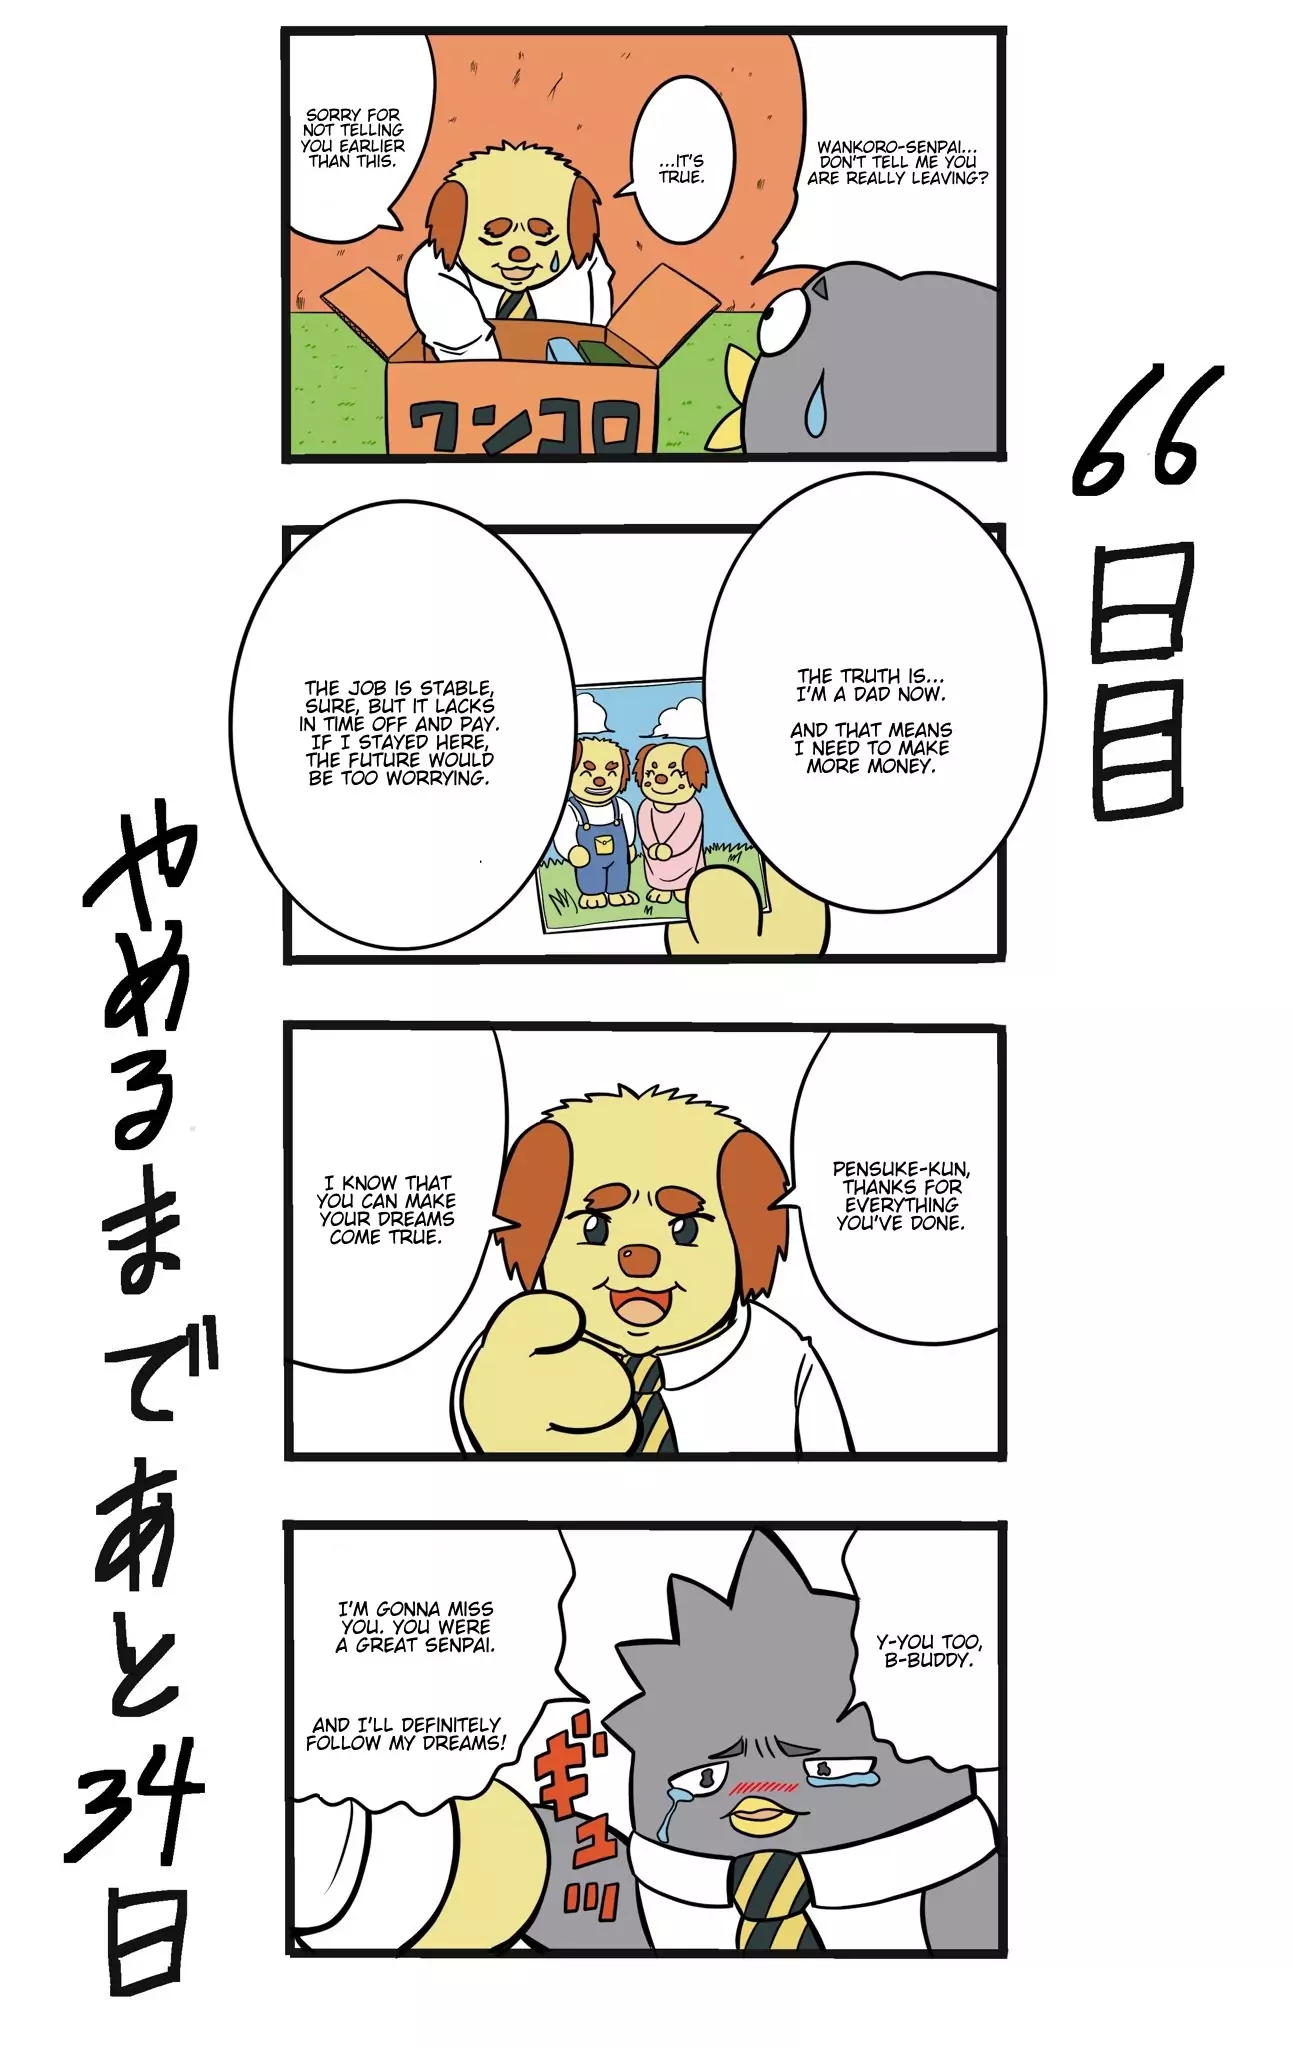 66日目
WANKORO-SENPAI...
DON'T TELL ME YOU
ARE REALLY LEAVING?
...IT'S
TRUE.
SORRY FOR
NOT TELLING
YOU EARLIER
THAN THIS.
ワンコロ
THE TRUTH IS...
I'M A DAD NOW.
AND THAT MEANS
I NEED TO MAKE
MORE MONEY.
THE JOB IS STABLE,
SURE, BUT IT LACKS
IN TIME OFF AND PAY.
IF I STAYED HERE,
THE FUTURE WOULD
BE TOO WORRYING.
PENSUKE-KUN,
THANKS FOR
EVERYTHING
YOU'VE DONE.
I KNOW THAT
YOU CAN MAKE
YOUR DREAMS
COME TRUE.
Y-YOU TOO,
B-BUDDY.
I'M GONNA MISS
YOU. YOU WERE
A GREAT SENPAI.
AND I'LL DEFINITELY
FOLLOW MY DREAMS!
ギュッ
やめるまであと34日